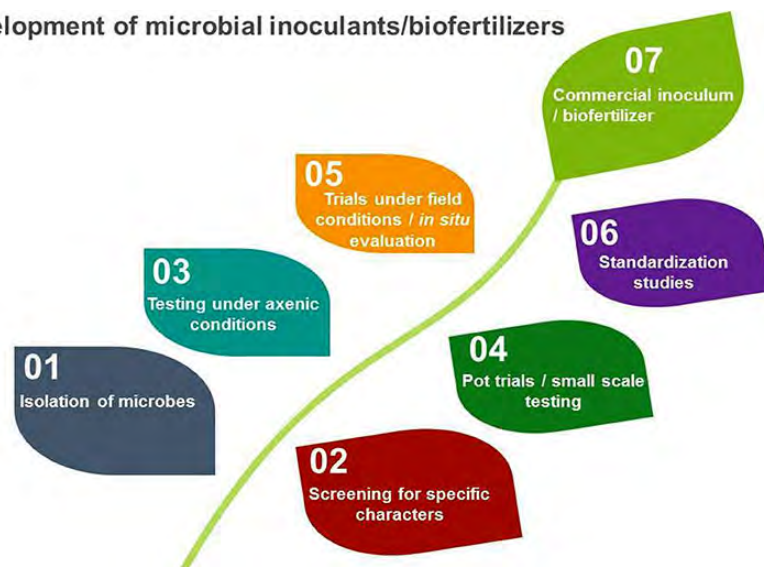 elopment of microbial inoculants/biofertilizers
01
Isolation of microbes
02
Screening for specific
characters
03
Testing under axenic
conditions
04
Pot trials / small scale
testing
05
Trials under field
conditions / in situ
evaluation
06
Standardization
studies
07
Commercial inoculum
/ biofertilizer